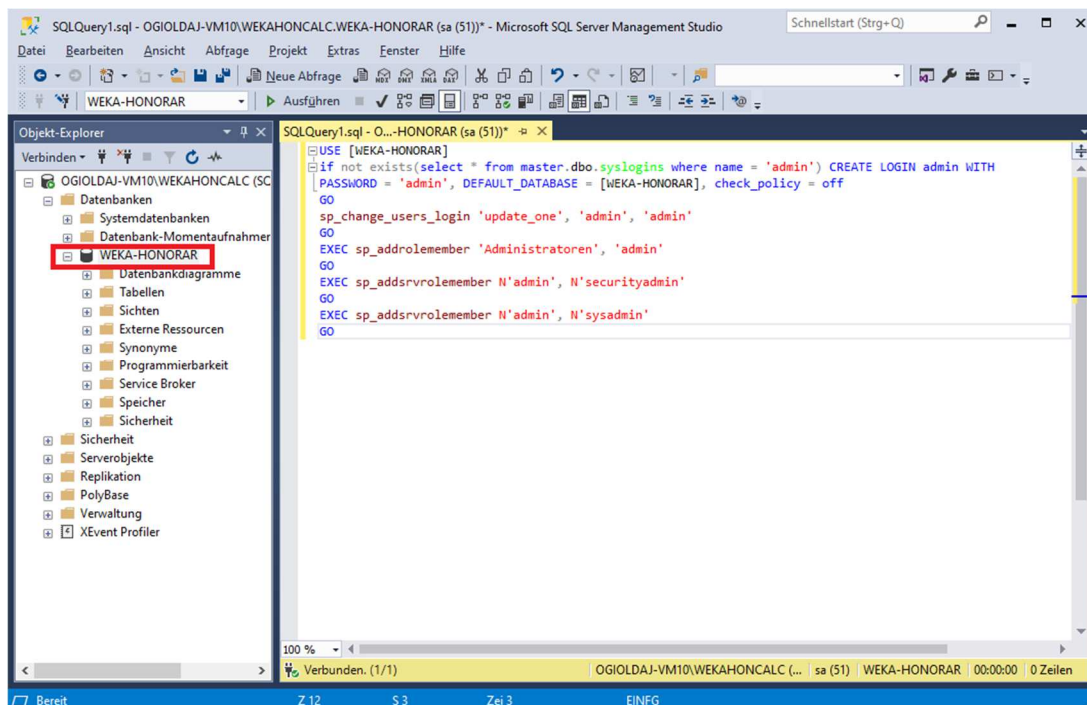 SQLQuery1.sql - OGIOLDAJ-VM10\WEKAHONCALC.WEKA-HONORAR (sa (51))* - Microsoft SQL Server Management Studio
Schnellstart (Strg+Q)
Datei Bearbeiten Ansicht Abfrage Projekt Extras Fenster Hilfe
Neue Abfrage
WEKA-HONORAR
Ausführen
Objekt-Explorer
Verbinden
OGIOLDAJ-VM10\WEKAHONCALC (SC
Datenbanken
Systemdatenbanken
Datenbank-Momentaufnahmer
WEKA-HONORAR
Datenbankdiagramme
Tabellen
Sichten
Externe Ressourcen
Synonyme
Programmierbarkeit
Service Broker
Speicher
Sicherheit
Sicherheit
Serverobjekte
Replikation
PolyBase
Verwaltung
XEvent Profiler
SQLQuery1.sql - O...-HONORAR (sa (51))*
USE [WEKA-HONORAR]
if not exists(select * from master.dbo.syslogins where name = 'admin') CREATE LOGIN admin WITH
PASSWORD = 'admin', DEFAULT_DATABASE = [WEKA-HONORAR], check_policy = off
GO
sp_change_users_login 'update_one', 'admin', 'admin'
GO
EXEC sp_addrolemember 'Administratoren', 'admin'
GO
EXEC sp_addsrvrolemember N'admin', N'securityadmin'
GO
EXEC sp_addsrvrolemember N'admin', N'sysadmin'
GO
100 %
Verbunden. (1/1)
OGIOLDAJ-VM10\WEKAHONCALC (... sa (51) WEKA-HONORAR 00:00:00 0 Zeilen
Bereit Z 12 S 3 Zei 3 EINFG